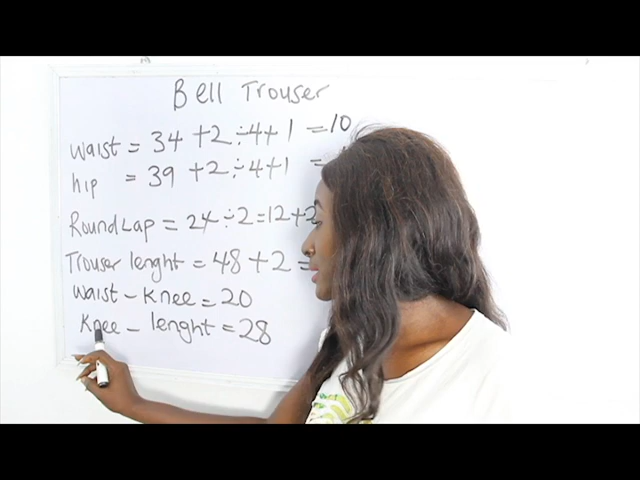 Bell Trouser
waist = 34 +2 ÷4+ 1 = 10
hip = 39 +2 ÷4+1 =
Round Lap = 24 ÷2 = 12 + 2
Trouser lenght = 48 + 2 =
waist - knee = 20
Knee - lenght = 28